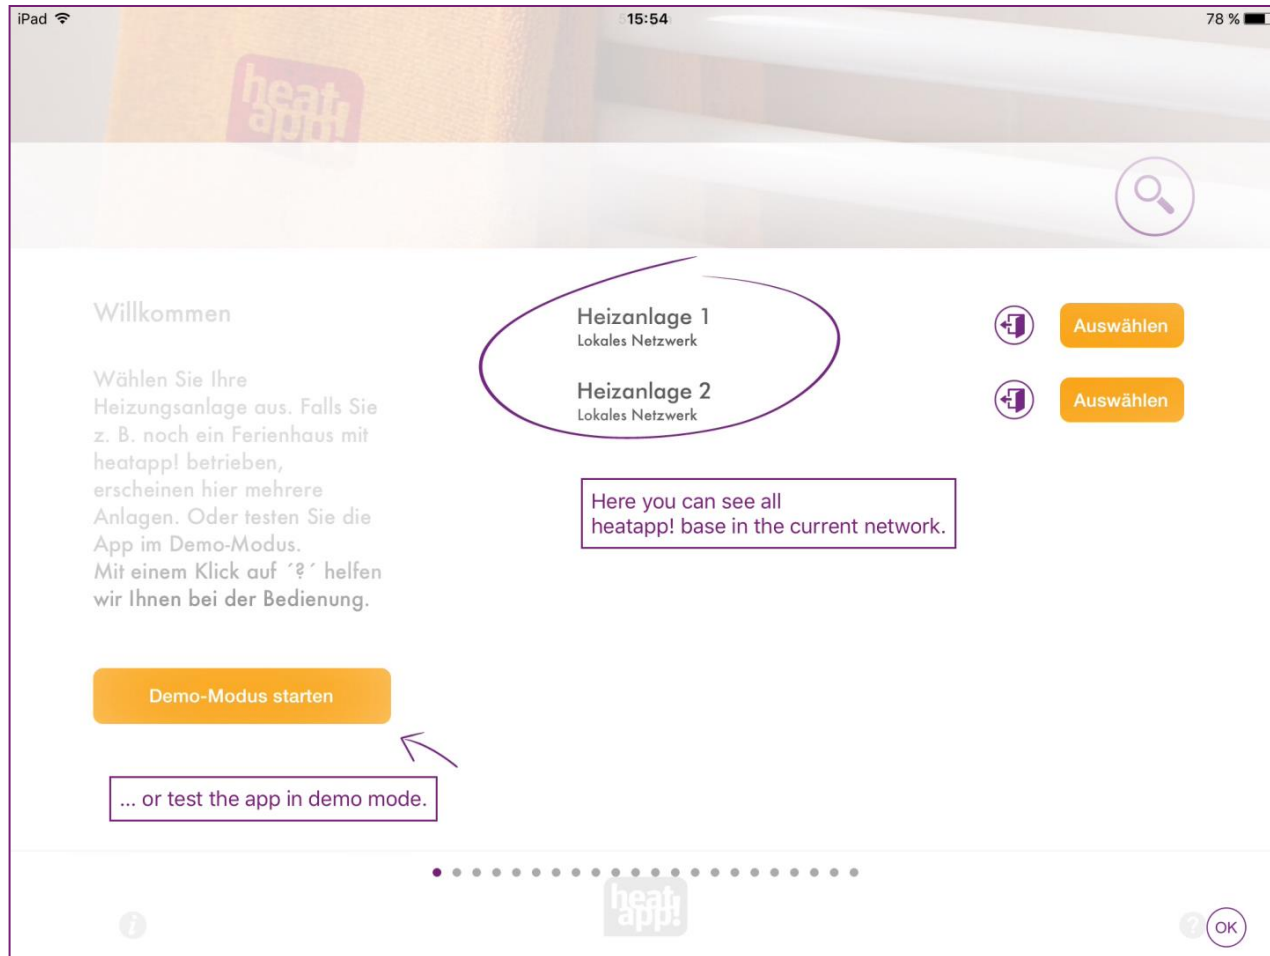 iPad
15:54
78 %
heat
app!
Willkommen
Wählen Sie Ihre
Heizungsanlage aus. Falls Sie
z. B. noch ein Ferienhaus mit
heatapp! betrieben,
erscheinen hier mehrere
Anlagen. Oder testen Sie die
App im Demo-Modus.
Mit einem Klick auf ´?´ helfen
wir Ihnen bei der Bedienung.
Demo-Modus starten
... or test the app in demo mode.
Heizanlage 1
Lokales Netzwerk
Auswählen
Heizanlage 2
Lokales Netzwerk
Auswählen
Here you can see all
heatapp! base in the current network.
i
heat
app!
?
OK